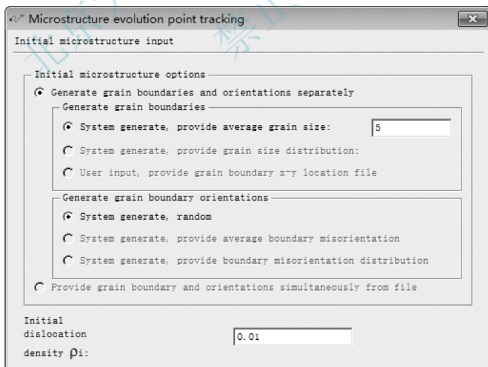 Microstructure evolution point tracking
Initial microstructure input
Initial microstructure options
Generate grain boundaries and orientations separately
Generate grain boundaries
System generate, provide average grain size: 5
System generate, provide grain size distribution:
User input, provide grain boundary x-y location file
Generate grain boundary orientations
System generate, random
System generate, provide average boundary misorientation
System generate, provide boundary misorientation distribution
Provide grain boundary and orientations simultaneously from file
Initial
dislocation 0.01
density ρi:
禁止